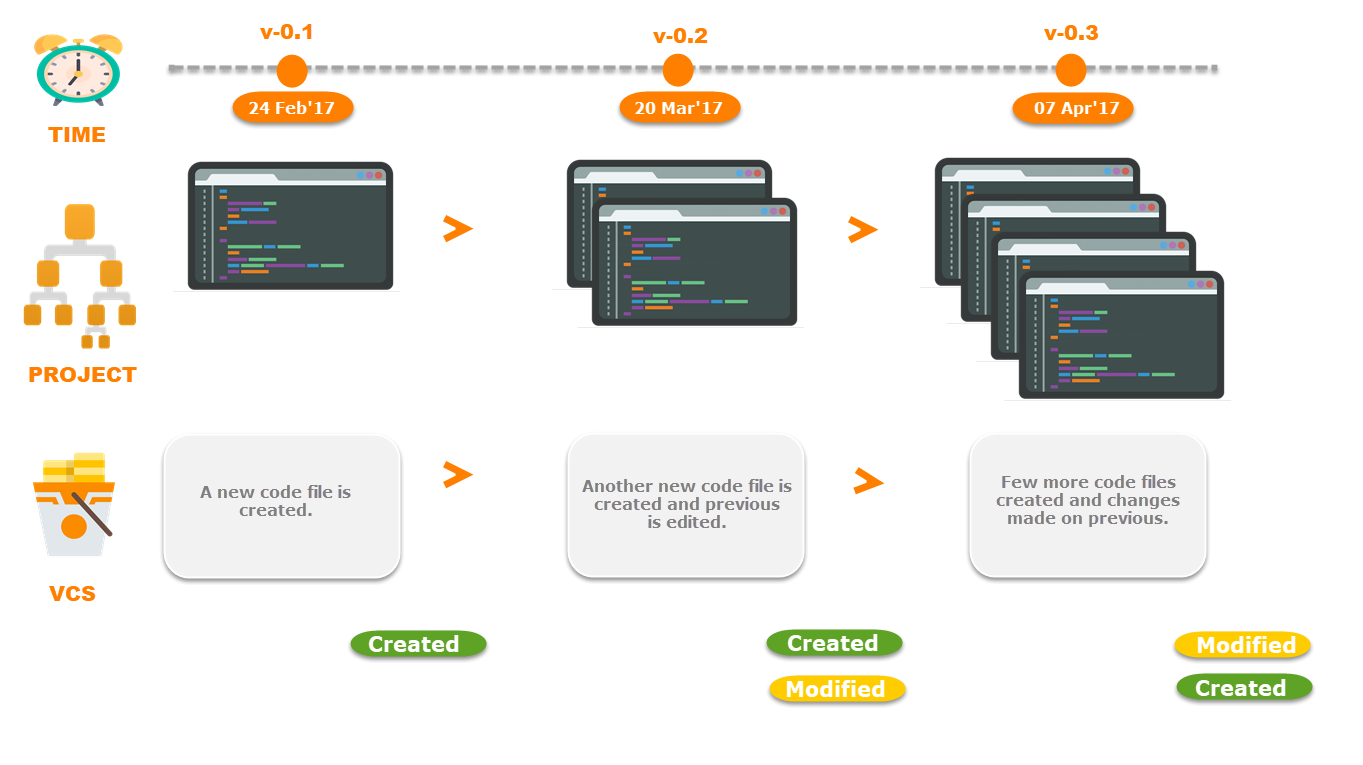 v-0.1
v-0.2
v-0.3
24 Feb'17
20 Mar'17
07 Apr'17
TIME
PROJECT
A new code file is
created.
Another new code file is
created and previous
is edited.
Few more code files
created and changes
made on previous.
VCS
Created
Created
Modified
Modified
Created